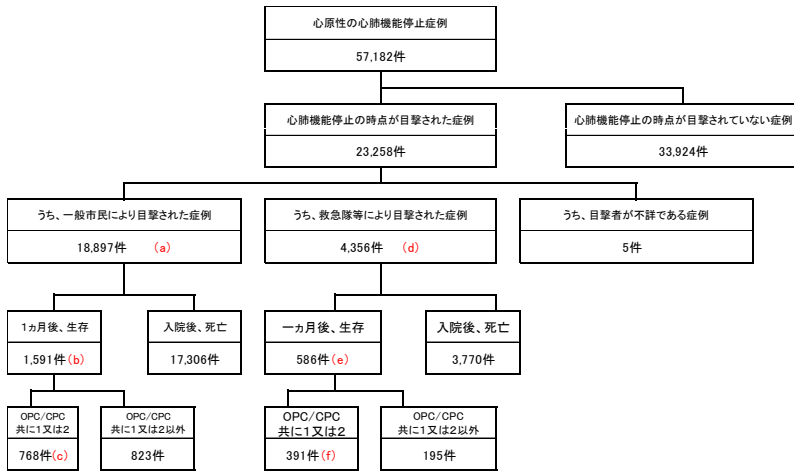 心原性の心肺機能停止症例
57,182件
心肺機能停止の時点が目撃された症例
23,258件
心肺機能停止の時点が目撃されていない症例
33,924件
うち、一般市民により目撃された症例
18,897件 (a)
うち、救急隊等により目撃された症例
4,356件 (d)
うち、目撃者が不詳である症例
5件
1ヵ月後、生存
1,591件(b)
入院後、死亡
17,306件
一ヵ月後、生存
586件(e)
入院後、死亡
3,770件
OPC/CPC
共に1又は2
768件(c)
OPC/CPC
共に1又は2以外
823件
OPC/CPC
共に1又は2
391件(f)
OPC/CPC
共に1又は2以外
195件